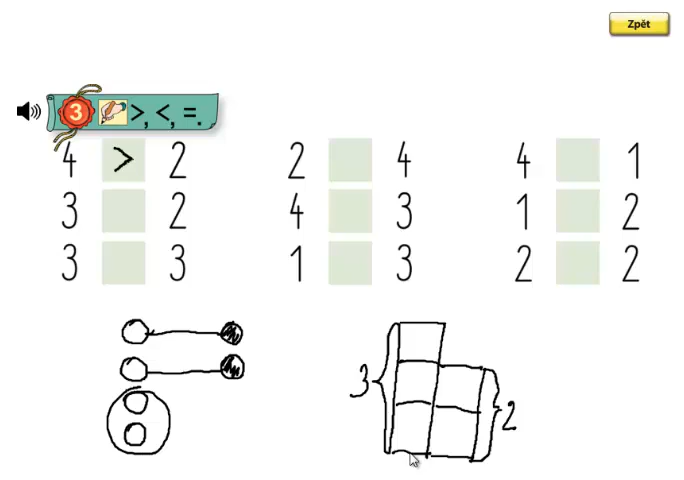 Zpět
3 >, <, =.
4 > 2 2 4 4 1
3 2 4 3 1 2
3 3 1 3 2 2
3 2